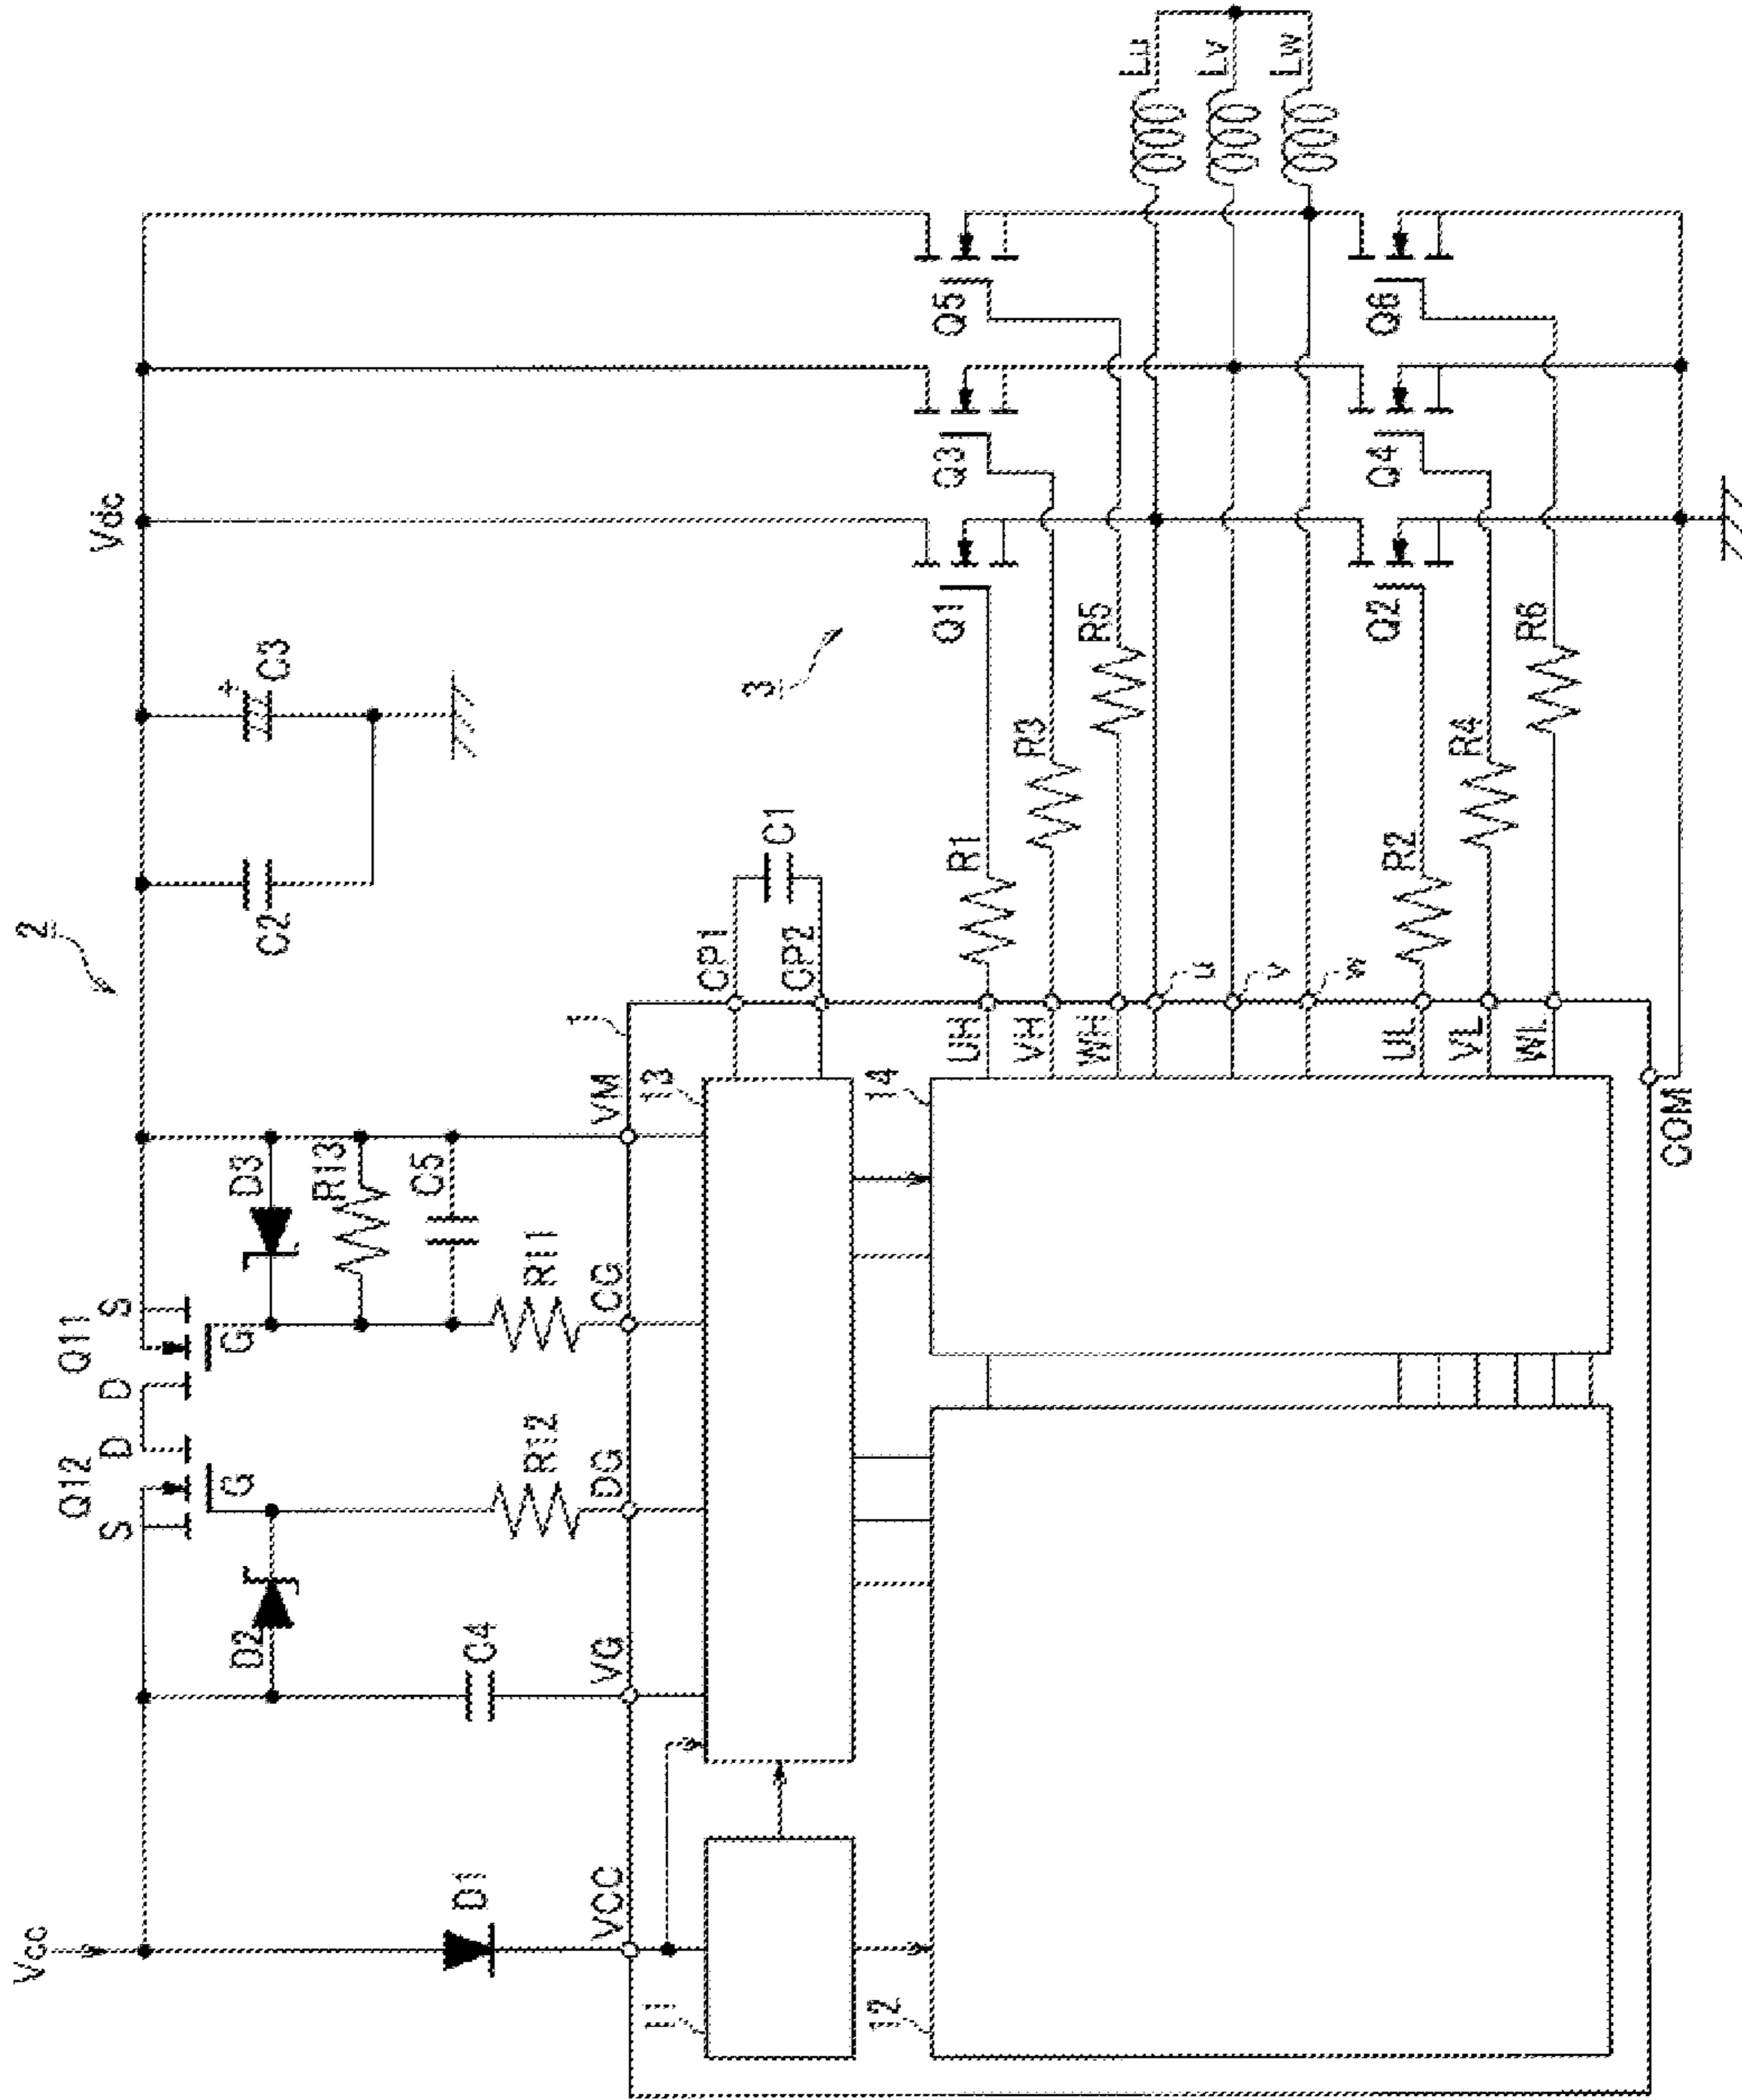 Vcc
2
Q12
Q11
Vdc
S
D
D
S
G
G
D2
D3
C2
C3
R13
C5
D1
C4
R12
R11
1
VCC
VG
DG
CG
VM
11
13
CP1
CP2
C1
3
12
14
UH
R1
Q1
Q3
Q5
VH
R3
WH
R5
Lu
Lv
Lw
u
v
w
UL
R2
Q2
Q4
Q6
VL
R4
WL
R6
COM